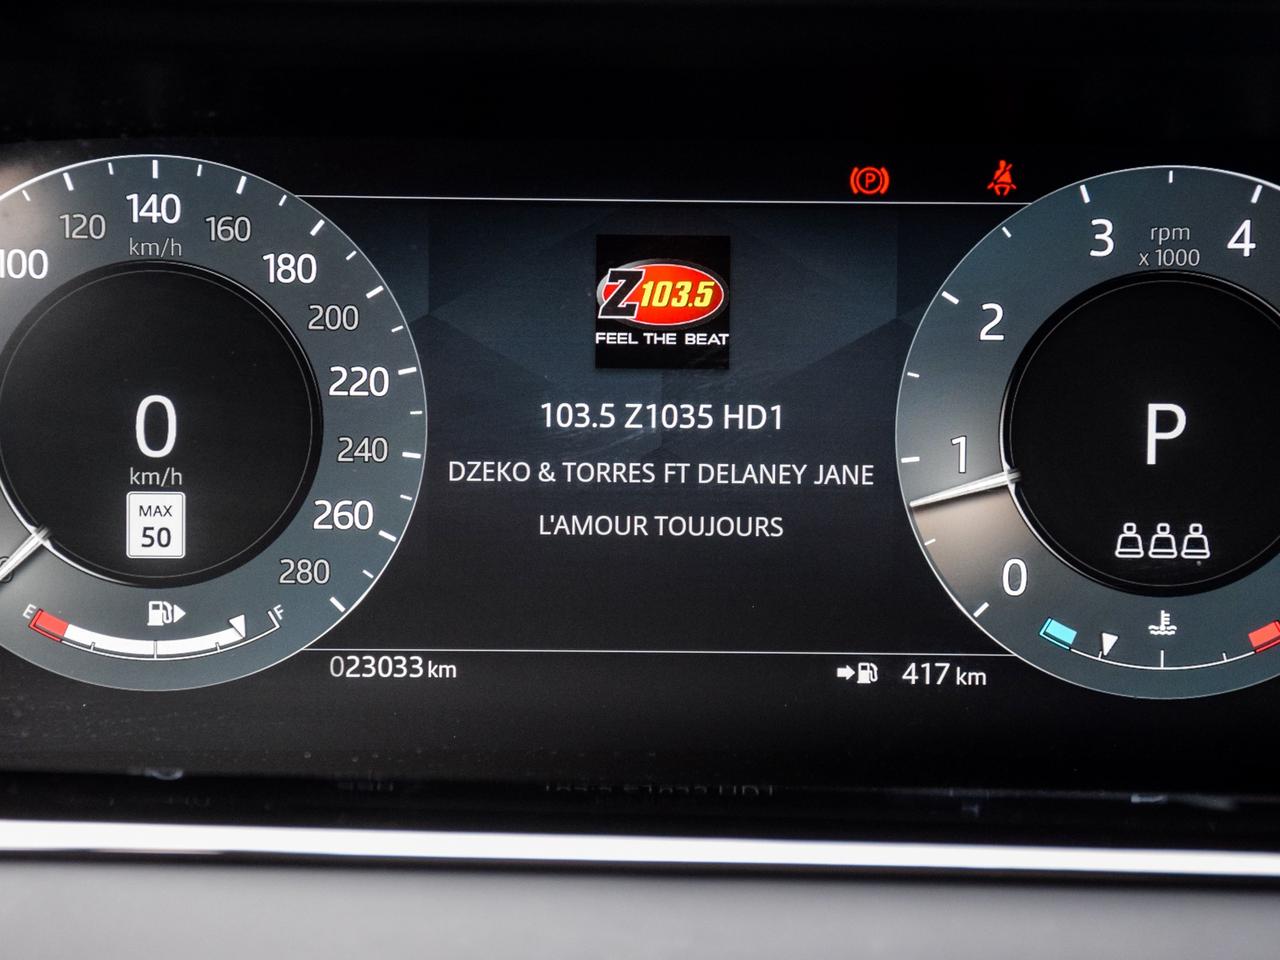 100
120
140
km/h
160
180
200
220
240
260
280
0
km/h
MAX
50
E
F
023033 km
Z103.5
FEEL THE BEAT
103.5 Z1035 HD1
DZEKO & TORRES FT DELANEY JANE
L'AMOUR TOUJOURS
P
417 km
0
1
2
3
4
rpm
x 1000
P